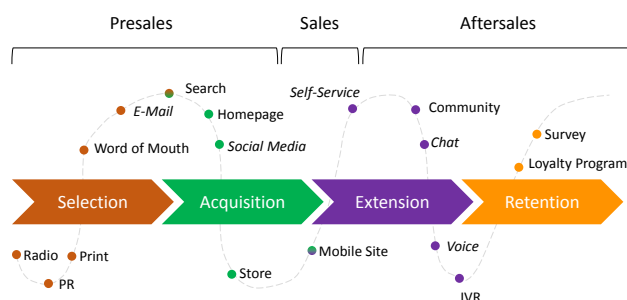 Presales
Sales
Aftersales
Search
Self-Service
E-Mail
Homepage
Community
Survey
Word of Mouth
Social Media
Chat
Loyalty Program
Selection
Acquisition
Extension
Retention
Radio
Print
Mobile Site
Voice
PR
Store
IVR